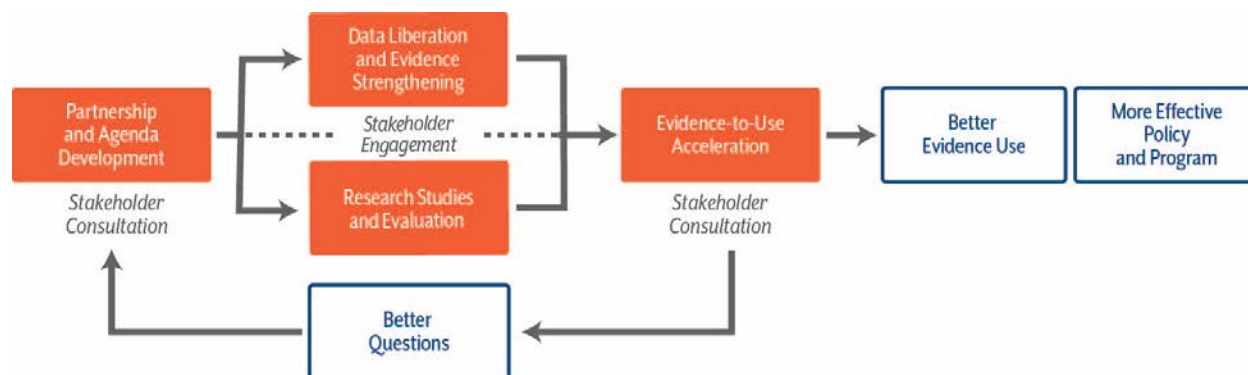 Partnership
and Agenda
Development
Stakeholder
Consultation
Data Liberation
and Evidence
Strengthening
Stakeholder
Engagement
Research Studies
and Evaluation
Evidence-to-Use
Acceleration
Stakeholder
Consultation
Better
Evidence Use
More Effective
Policy
and Program
Better
Questions